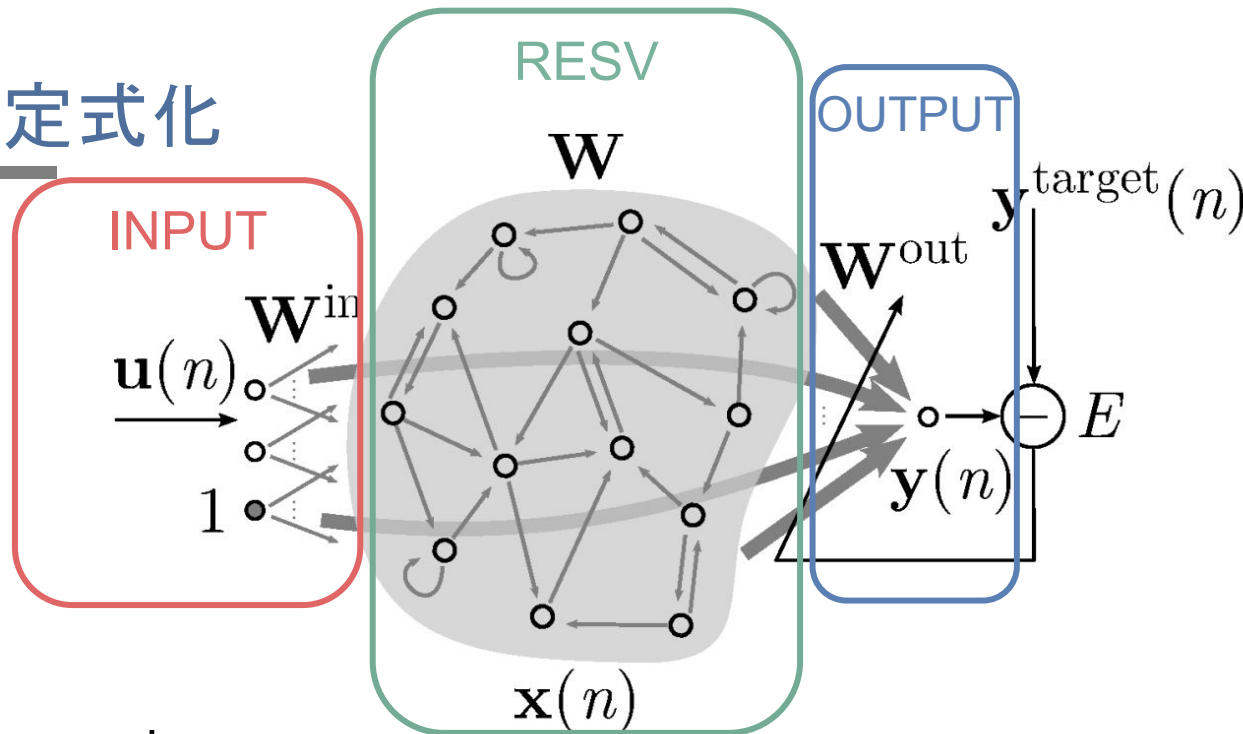 定式化
RESV
OUTPUT
INPUT
W
y^target(n)
W^out
W^in
u(n)
1
E
y(n)
x(n)